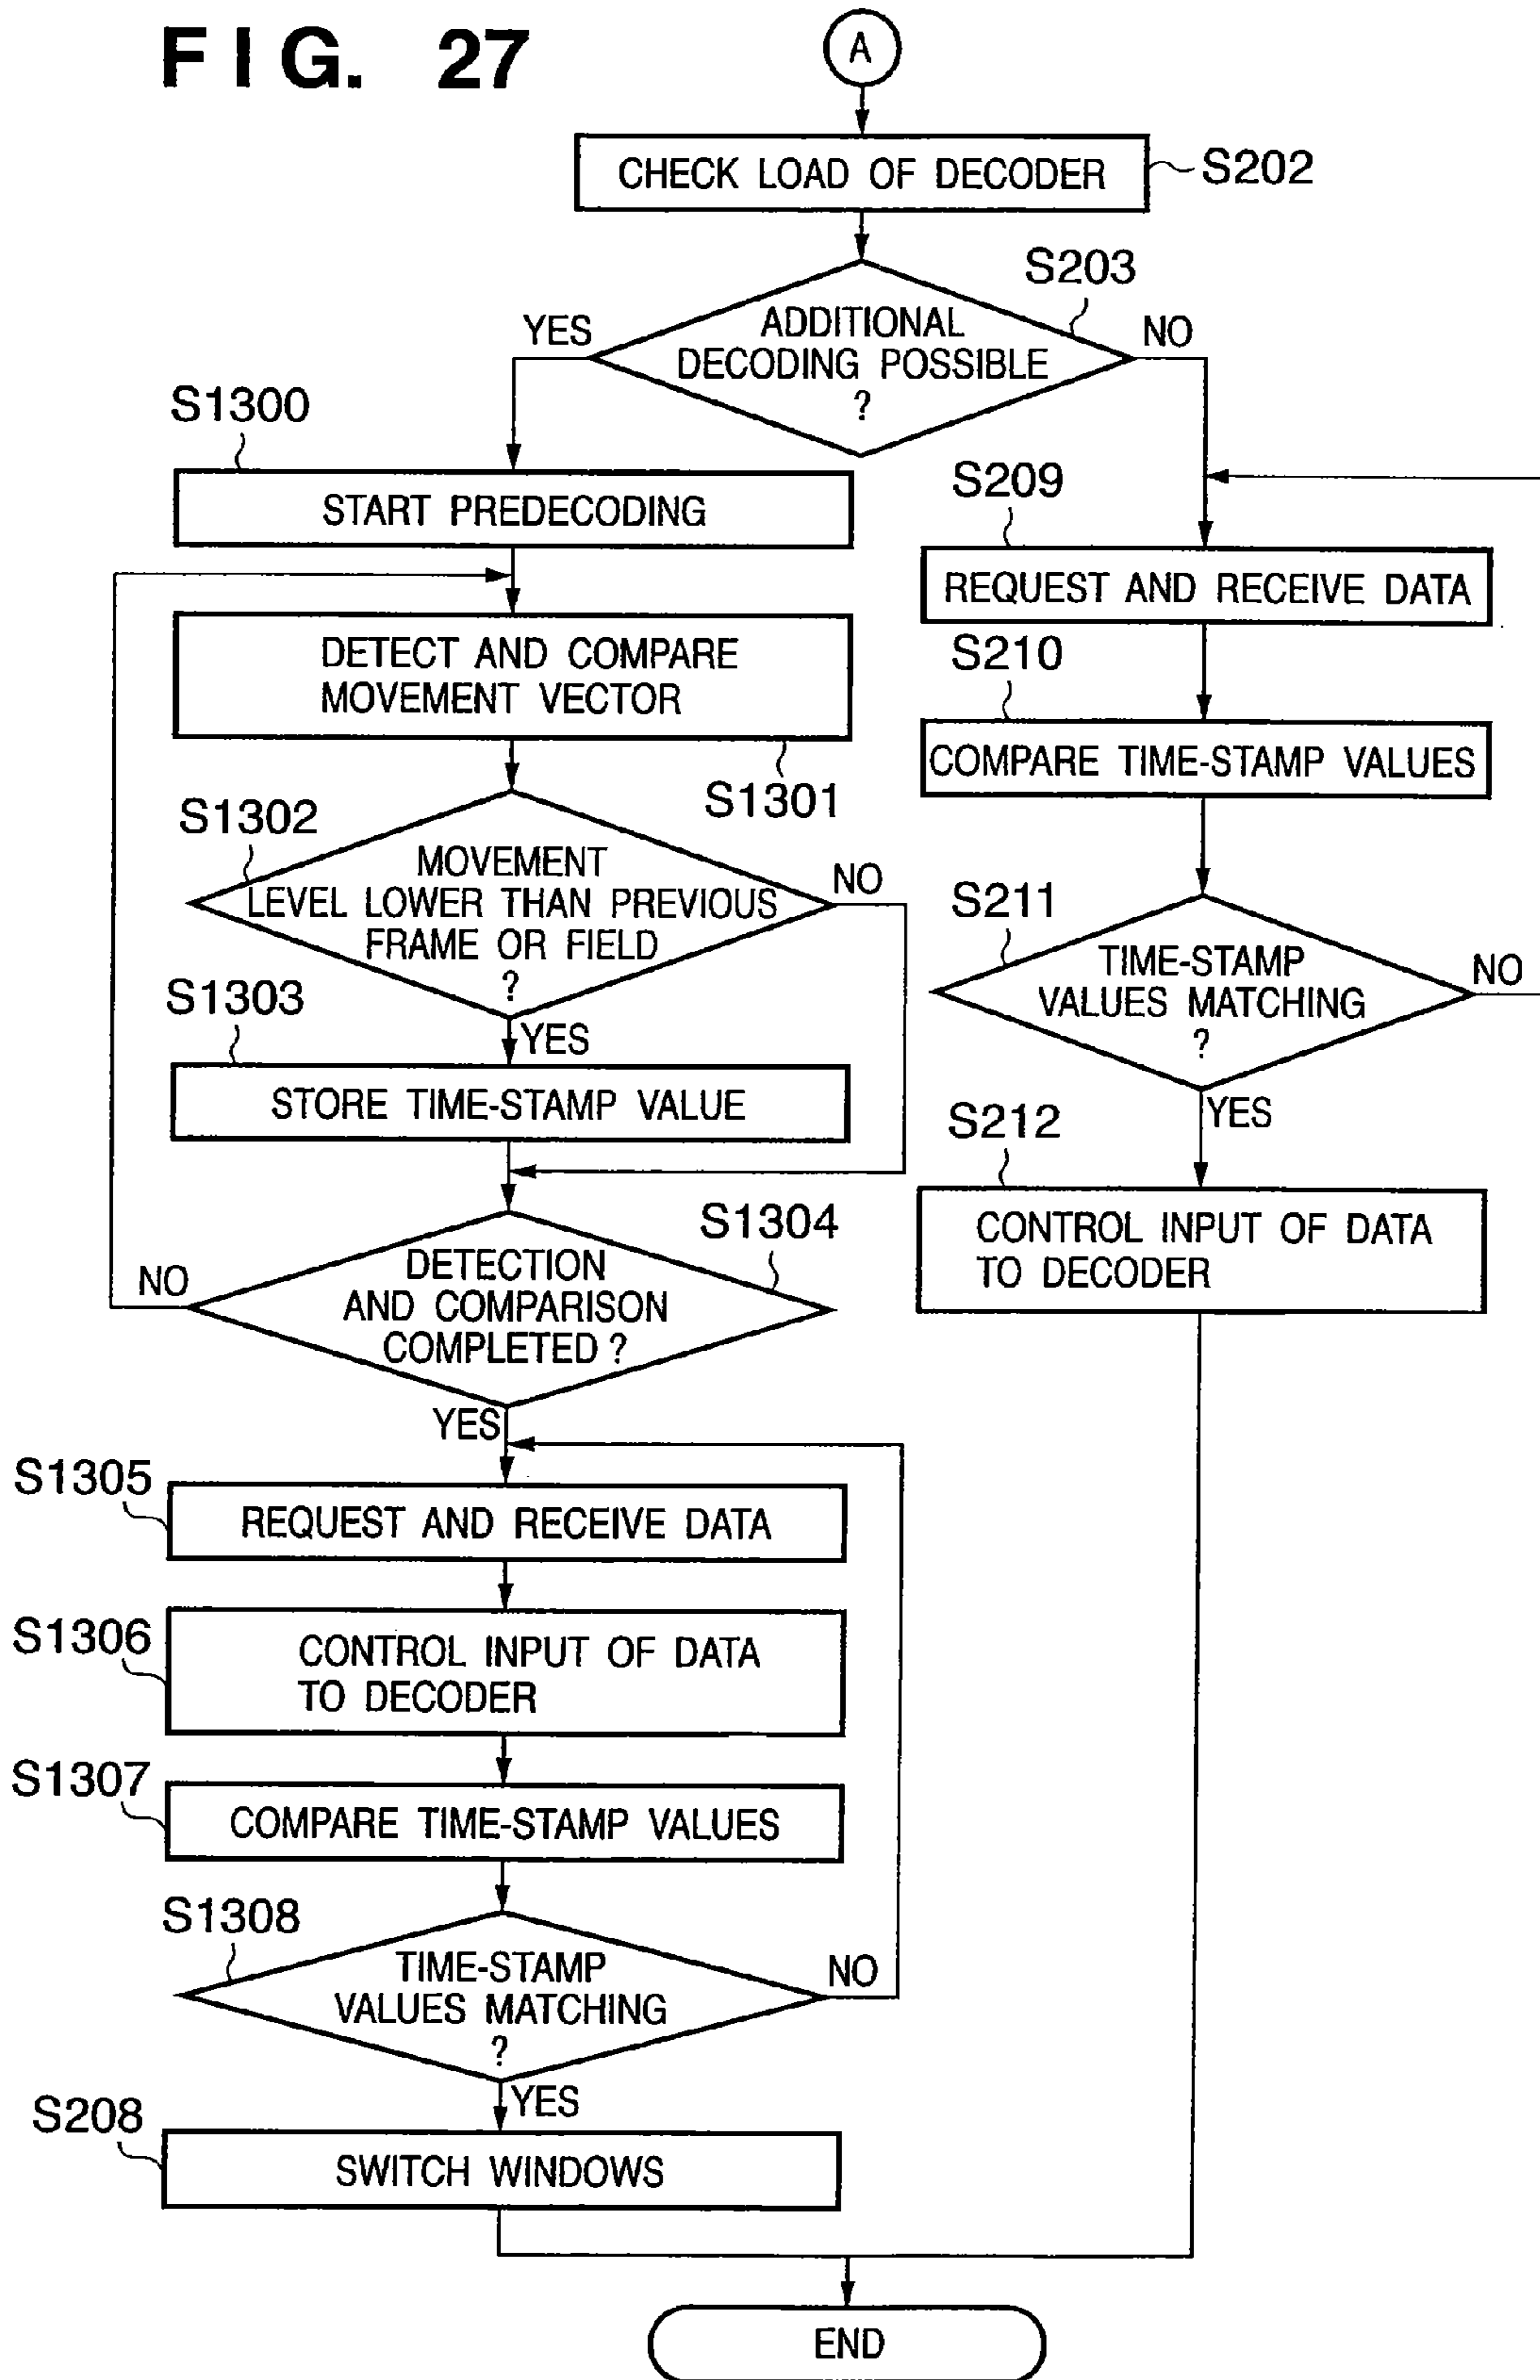 FIG. 27
A
CHECK LOAD OF DECODER
S202
S203
ADDITIONAL
DECODING POSSIBLE
?
YES
NO
S1300
START PREDECODING
S209
REQUEST AND RECEIVE DATA
DETECT AND COMPARE
MOVEMENT VECTOR
S1301
S210
COMPARE TIME-STAMP VALUES
S1302
MOVEMENT
LEVEL LOWER THAN PREVIOUS
FRAME OR FIELD
?
NO
YES
S211
TIME-STAMP
VALUES MATCHING
?
NO
YES
S1303
STORE TIME-STAMP VALUE
S212
CONTROL INPUT OF DATA
TO DECODER
S1304
DETECTION
AND COMPARISON
COMPLETED ?
NO
YES
S1305
REQUEST AND RECEIVE DATA
S1306
CONTROL INPUT OF DATA
TO DECODER
S1307
COMPARE TIME-STAMP VALUES
S1308
TIME-STAMP
VALUES MATCHING
?
NO
YES
S208
SWITCH WINDOWS
END